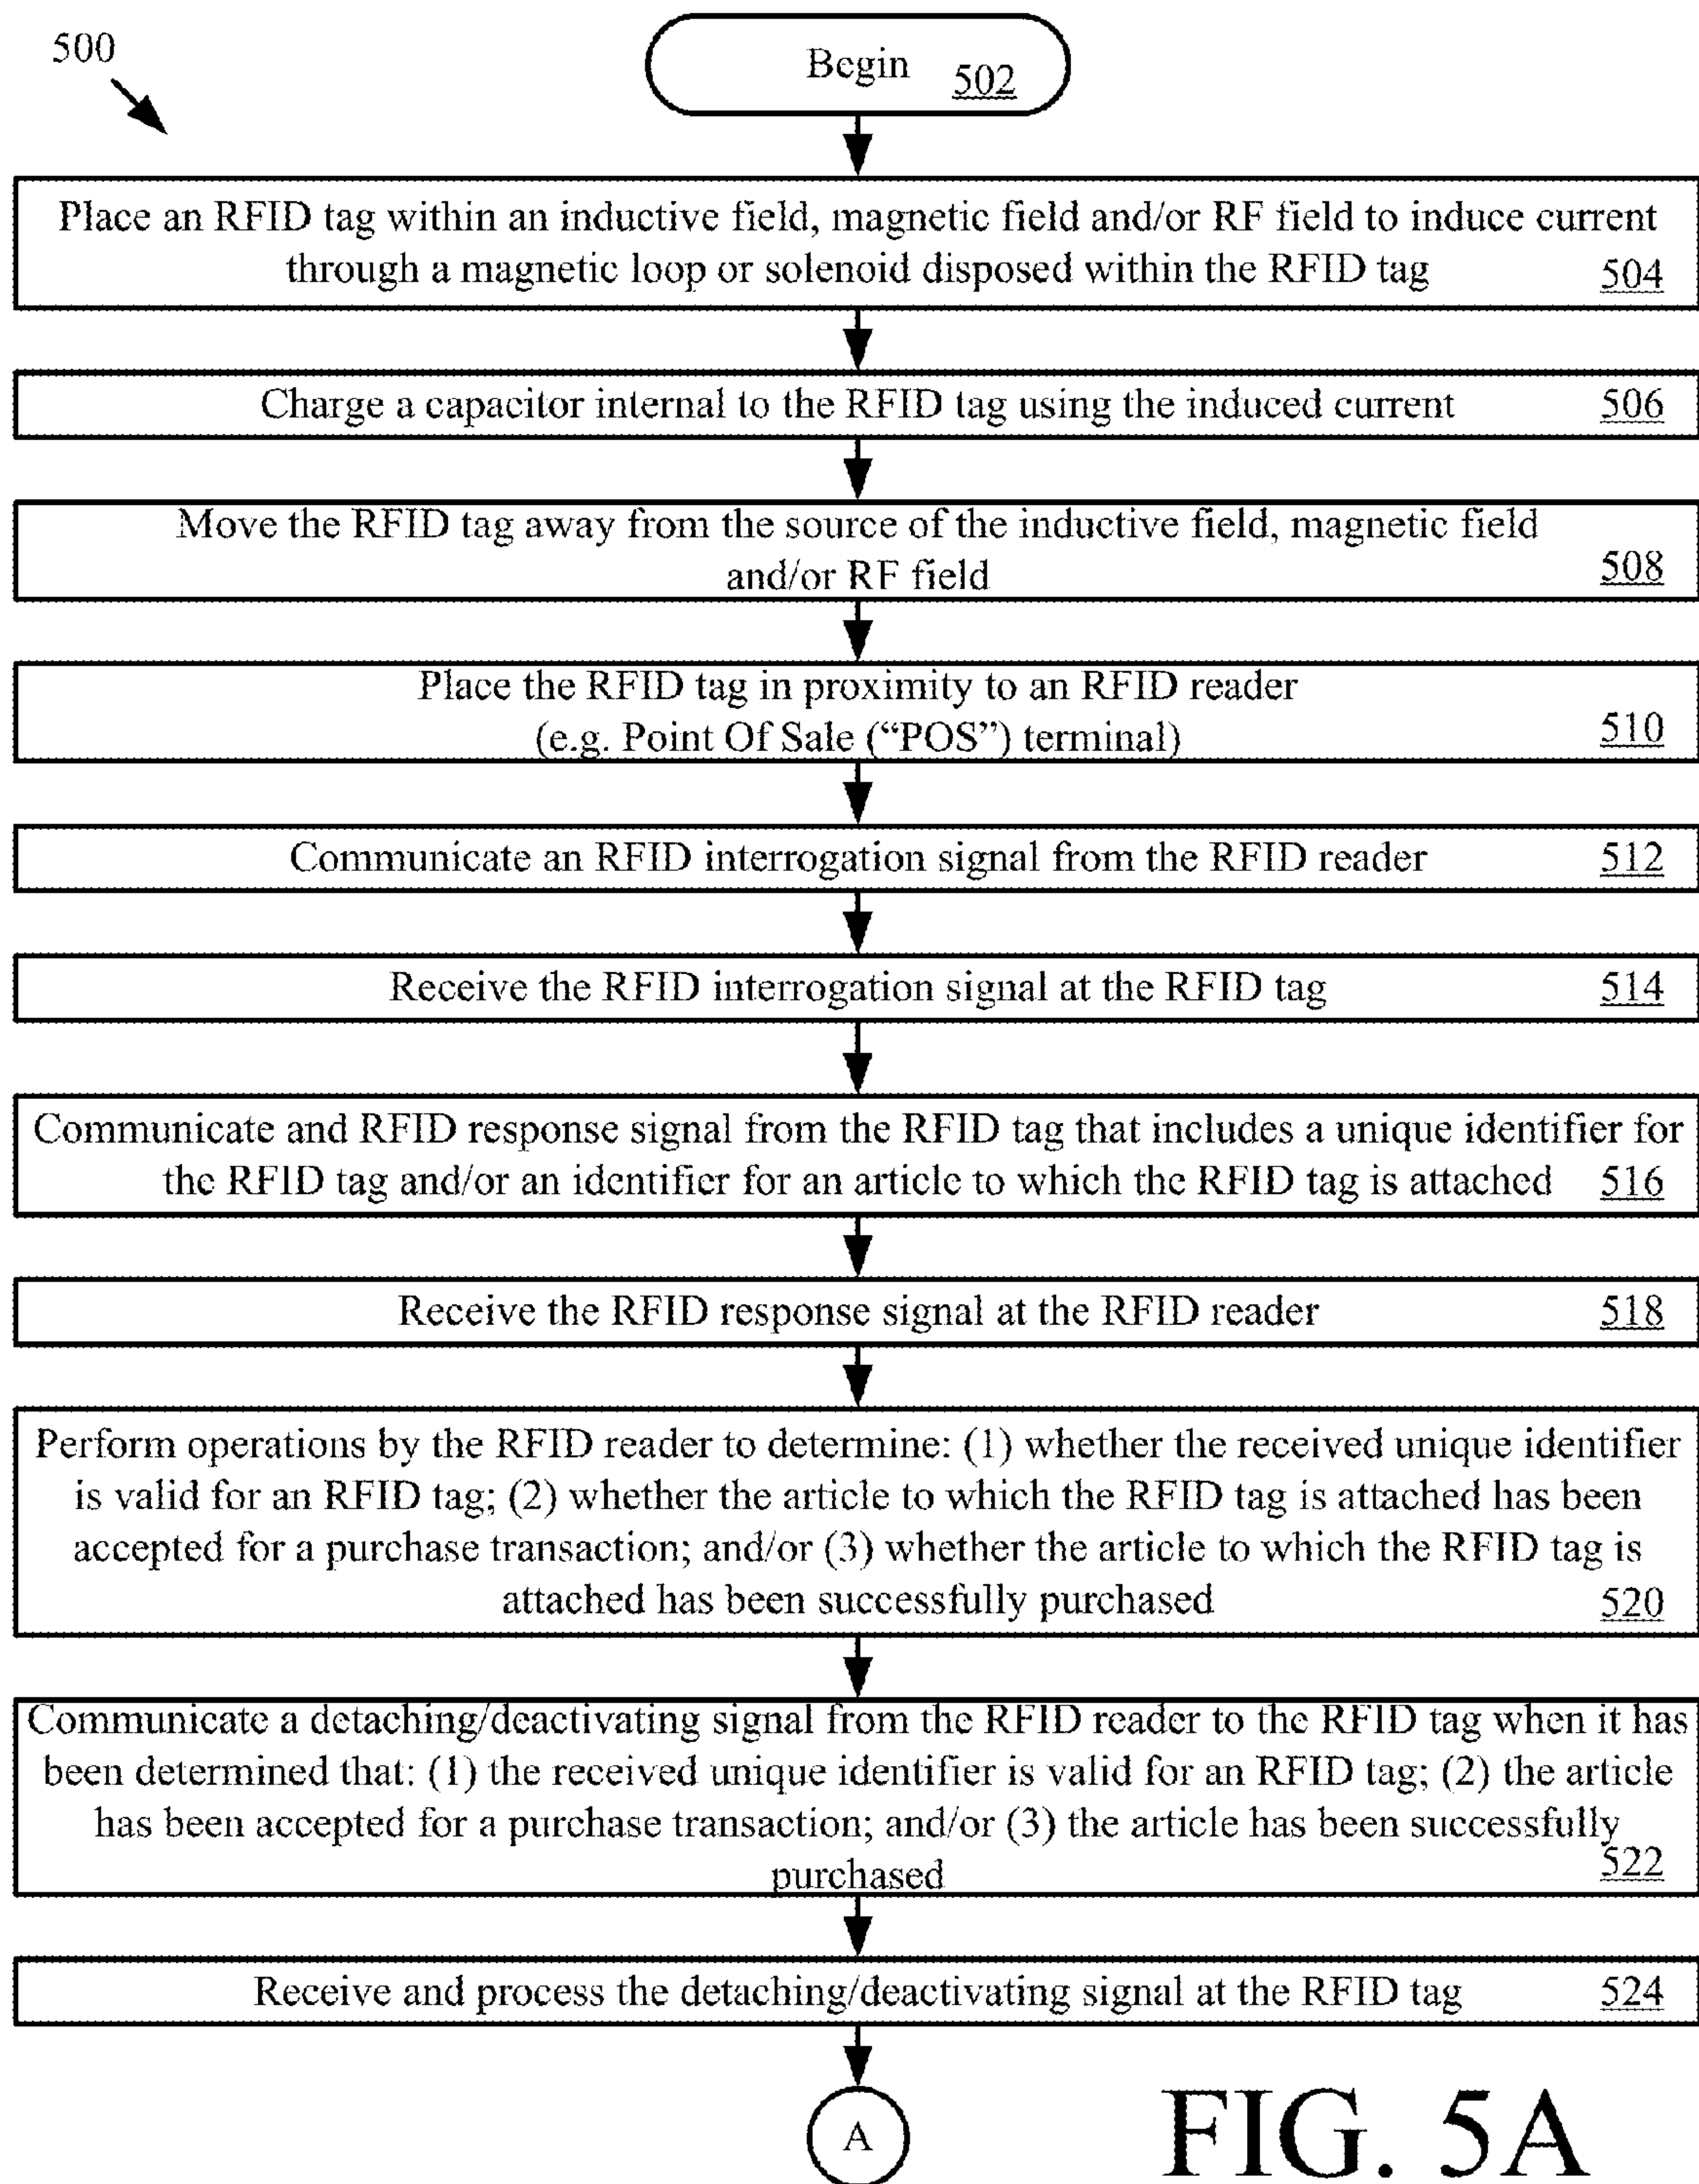 500
Begin 502
Place an RFID tag within an inductive field, magnetic field and/or RF field to induce current
through a magnetic loop or solenoid disposed within the RFID tag 504
Charge a capacitor internal to the RFID tag using the induced current 506
Move the RFID tag away from the source of the inductive field, magnetic field
and/or RF field 508
Place the RFID tag in proximity to an RFID reader
(e.g. Point Of Sale (“POS”) terminal) 510
Communicate an RFID interrogation signal from the RFID reader 512
Receive the RFID interrogation signal at the RFID tag 514
Communicate and RFID response signal from the RFID tag that includes a unique identifier for
the RFID tag and/or an identifier for an article to which the RFID tag is attached 516
Receive the RFID response signal at the RFID reader 518
Perform operations by the RFID reader to determine: (1) whether the received unique identifier
is valid for an RFID tag; (2) whether the article to which the RFID tag is attached has been
accepted for a purchase transaction; and/or (3) whether the article to which the RFID tag is
attached has been successfully purchased 520
Communicate a detaching/deactivating signal from the RFID reader to the RFID tag when it has
been determined that: (1) the received unique identifier is valid for an RFID tag; (2) the article
has been accepted for a purchase transaction; and/or (3) the article has been successfully
purchased 522
Receive and process the detaching/deactivating signal at the RFID tag 524
A
FIG. 5A